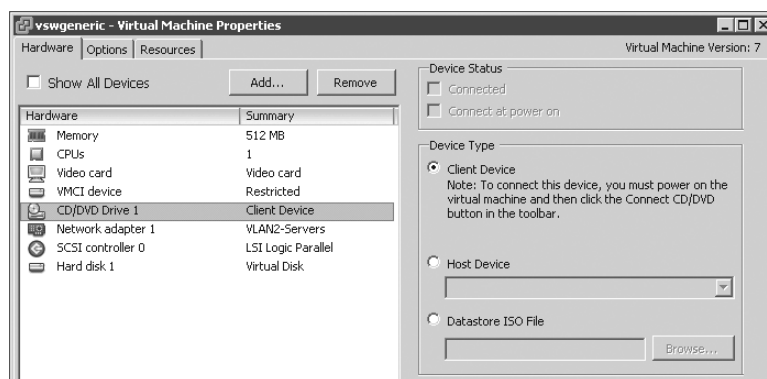 vswgeneric - Virtual Machine Properties
Hardware Options Resources Virtual Machine Version: 7
Show All Devices Add... Remove
Hardware Summary
Memory 512 MB
CPUs 1
Video card Video card
VMCI device Restricted
CD/DVD Drive 1 Client Device
Network adapter 1 VLAN2-Servers
SCSI controller 0 LSI Logic Parallel
Hard disk 1 Virtual Disk
Device Status
Connected
Connect at power on
Device Type
Client Device
Note: To connect this device, you must power on the
virtual machine and then click the Connect CD/DVD
button in the toolbar.
Host Device
Datastore ISO File
Browse...